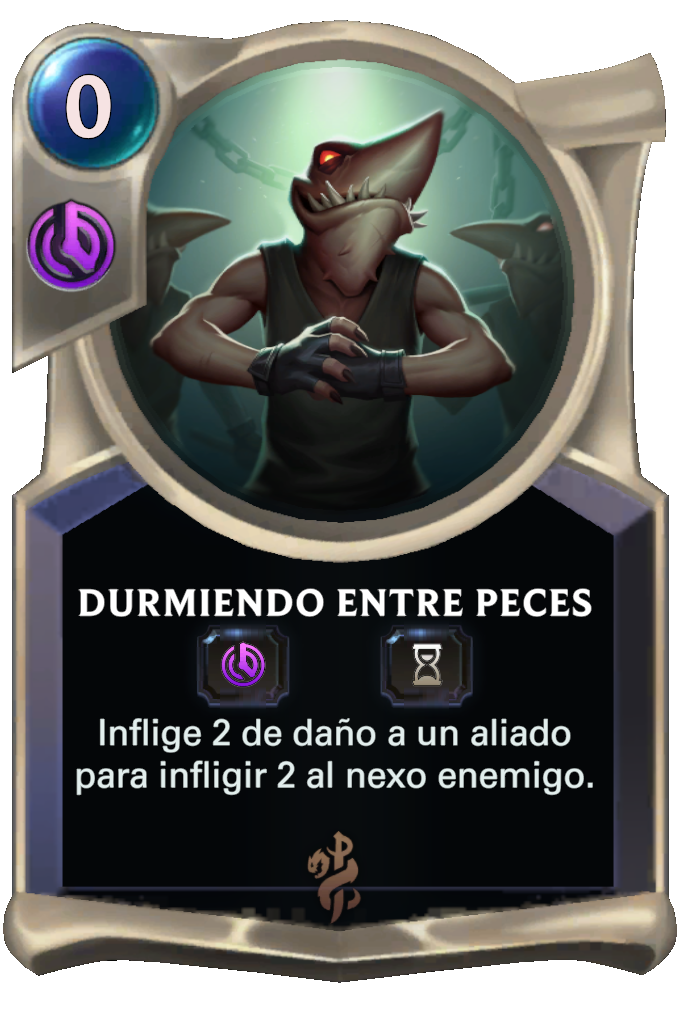 0
DURMIENDO ENTRE PECES
Inflige 2 de daño a un aliado
para infligir 2 al nexo enemigo.